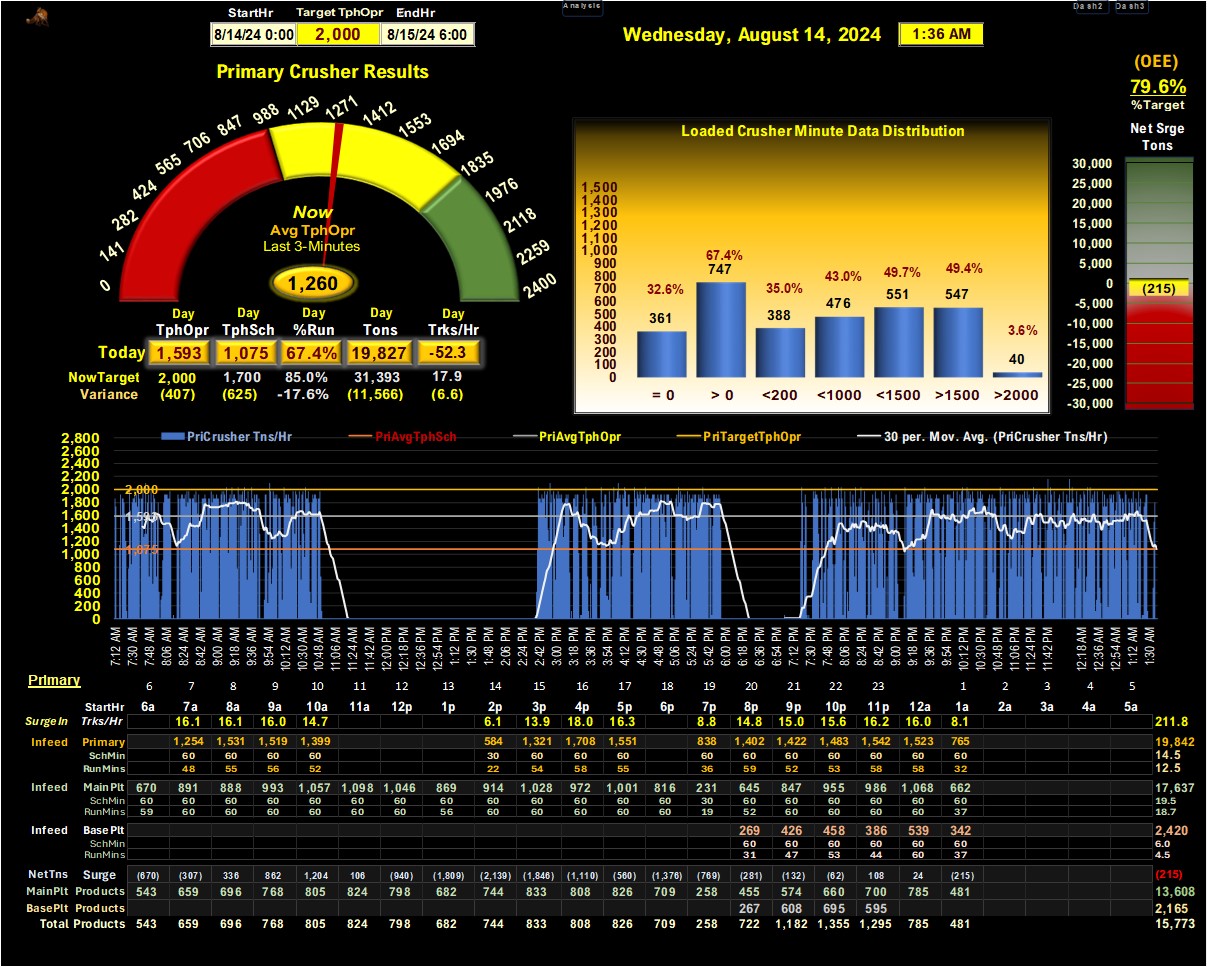 Analysis Dash2 Dash3
StartHr Target TphOpr EndHr
8/14/24 0:00 2,000 8/15/24 6:00
Wednesday, August 14, 2024 1:36 AM
Primary Crusher Results
(OEE)
79.6%
%Target
Net Srge
Tons
0 141 282 424 565 706 847 988 1129 1271 1412 1553 1694 1835 1976 2118 2259 2400
Now
Avg TphOpr
Last 3-Minutes
1,260
Day Day Day Day Day
TphOpr TphSch %Run Tons Trks/Hr
Today 1,593 1,075 67.4% 19,827 -52.3
NowTarget 2,000 1,700 85.0% 31,393 17.9
Variance (407) (625) -17.6% (11,566) (6.6)
Loaded Crusher Minute Data Distribution
1,500
1,400
1,300
1,200
1,100
1,000
900
800
700
600
500
400
300
200
100
0
32.6% 67.4% 35.0% 43.0% 49.7% 49.4% 3.6%
361 747 388 476 551 547 40
= 0 > 0 <200 <1000 <1500 >1500 >2000
30,000
25,000
20,000
15,000
10,000
5,000
0
-5,000
-10,000
-15,000
-20,000
-25,000
-30,000
(215)
PriCrusher Tns/Hr PriAvgTphSch PriAvgTphOpr PriTargetTphOpr 30 per. Mov. Avg. (PriCrusher Tns/Hr)
2,800
2,600
2,400
2,200
2,000
1,800
1,600
1,400
1,200
1,000
800
600
400
200
0
2,000
1,593
1,075
7:12 AM 7:30 AM 7:48 AM 8:06 AM 8:24 AM 8:42 AM 9:00 AM 9:18 AM 9:36 AM 9:54 AM 10:12 AM 10:30 AM 10:48 AM 11:06 AM 11:24 AM 11:42 AM 12:00 PM 12:18 PM 12:36 PM 12:54 PM 1:12 PM 1:30 PM 1:48 PM 2:06 PM 2:24 PM 2:42 PM 3:00 PM 3:18 PM 3:36 PM 3:54 PM 4:12 PM 4:30 PM 4:48 PM 5:06 PM 5:24 PM 5:42 PM 6:00 PM 6:18 PM 6:36 PM 6:54 PM 7:12 PM 7:30 PM 7:48 PM 8:06 PM 8:24 PM 8:42 PM 9:00 PM 9:18 PM 9:36 PM 9:54 PM 10:12 PM 10:30 PM 10:48 PM 11:06 PM 11:24 PM 11:42 PM 12:18 AM 12:36 AM 12:54 AM 1:12 AM 1:30 AM
Primary
6 7 8 9 10 11 12 13 14 15 16 17 18 19 20 21 22 23 1 2 3 4 5
StartHr 6a 7a 8a 9a 10a 11a 12p 1p 2p 3p 4p 5p 6p 7p 8p 9p 10p 11p 12a 1a 2a 3a 4a 5a
SurgeIn Trks/Hr 16.1 16.1 16.0 14.7 6.1 13.9 18.0 16.3 8.8 14.8 15.0 15.6 16.2 16.0 8.1 211.8
Infeed Primary 1,254 1,531 1,519 1,399 584 1,321 1,708 1,551 838 1,402 1,422 1,483 1,542 1,523 765 19,842
SchMin 60 60 60 60 30 60 60 60 60 60 60 60 60 60 60 14.5
RunMins 48 55 56 52 22 54 58 55 36 59 52 53 58 58 32 12.5
Infeed MainPlt 670 891 888 993 1,057 1,098 1,046 869 914 1,028 972 1,001 816 231 645 847 955 986 1,068 662 17,637
SchMin 60 60 60 60 60 60 60 60 60 60 60 60 60 30 60 60 60 60 60 60 19.5
RunMins 59 60 60 60 60 60 60 56 60 60 60 60 60 19 52 60 60 60 60 37 18.7
Infeed BasePlt 269 426 458 386 539 342 2,420
SchMin 60 60 60 60 60 60 6.0
RunMins 31 47 53 44 60 37 4.5
NetTns Surge (670) (307) 336 862 1,204 106 (940) (1,809) (2,139) (1,846) (1,110) (560) (1,376) (769) (281) (132) (62) 108 24 (215) (215)
MainPlt Products 543 659 696 768 805 824 798 682 744 833 808 826 709 258 455 574 660 700 785 481 13,608
BasePlt Products 267 608 695 595 2,165
Total Products 543 659 696 768 805 824 798 682 744 833 808 826 709 258 722 1,182 1,355 1,295 785 481 15,773